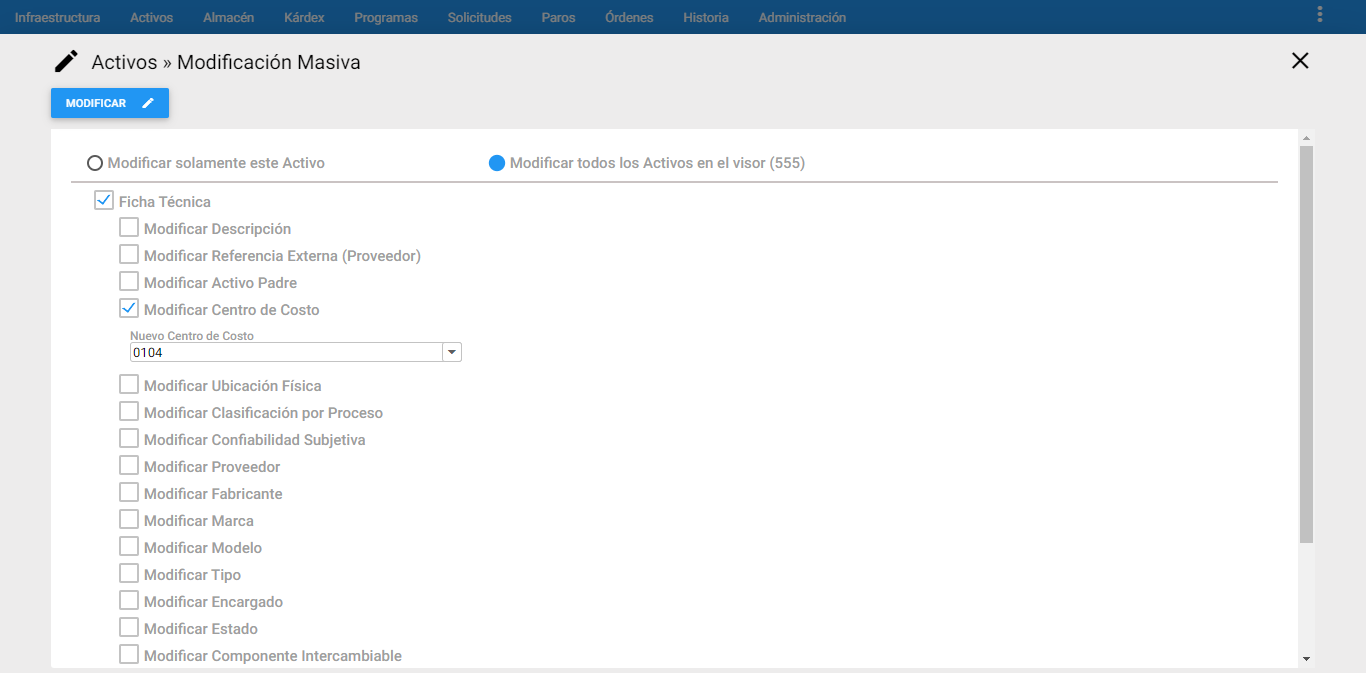 Infraestructura Activos Almacén Kárdex Programas Solicitudes Paros Órdenes Historia Administración
Activos » Modificación Masiva
MODIFICAR
Modificar solamente este Activo Modificar todos los Activos en el visor (555)
Ficha Técnica
Modificar Descripción
Modificar Referencia Externa (Proveedor)
Modificar Activo Padre
Modificar Centro de Costo
Nuevo Centro de Costo
0104
Modificar Ubicación Física
Modificar Clasificación por Proceso
Modificar Confiabilidad Subjetiva
Modificar Proveedor
Modificar Fabricante
Modificar Marca
Modificar Modelo
Modificar Tipo
Modificar Encargado
Modificar Estado
Modificar Componente Intercambiable